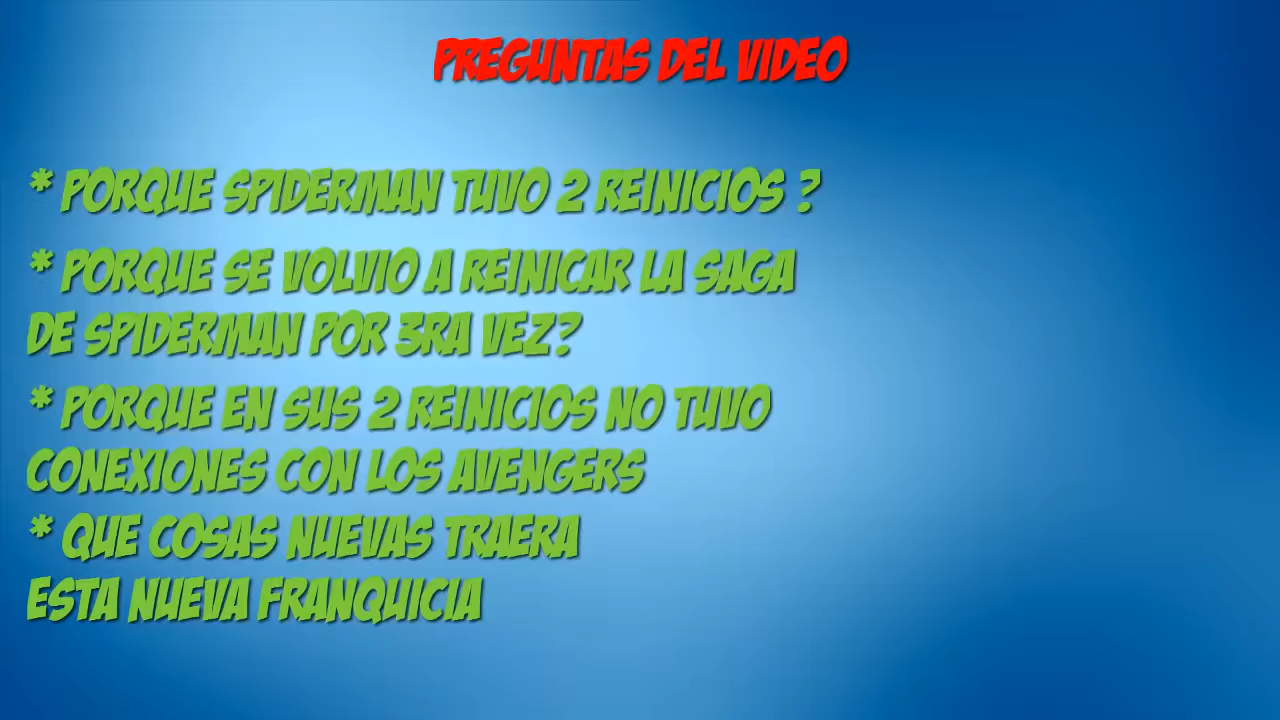 PREGUNTAS DEL VIDEO
* PORQUE SPIDERMAN TUVO 2 REINICIOS ?
* PORQUE SE VOLVIO A REINICAR LA SAGA
DE SPIDERMAN POR 3RA VEZ?
* PORQUE EN SUS 2 REINICIOS NO TUVO
CONEXIONES CON LOS AVENGERS
* QUE COSAS NUEVAS TRAERA
ESTA NUEVA FRANQUICIA